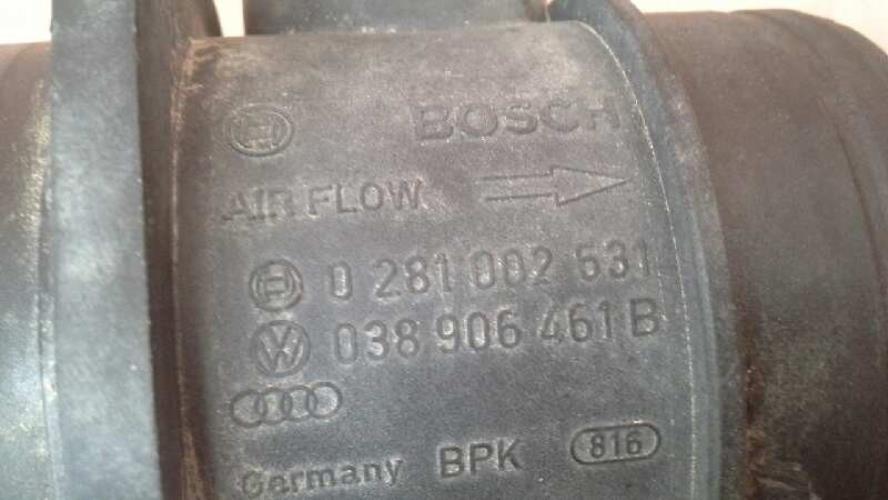 BOSCH
AIR FLOW
0 281 002 531
038 906 461 B
Germany BPK 816